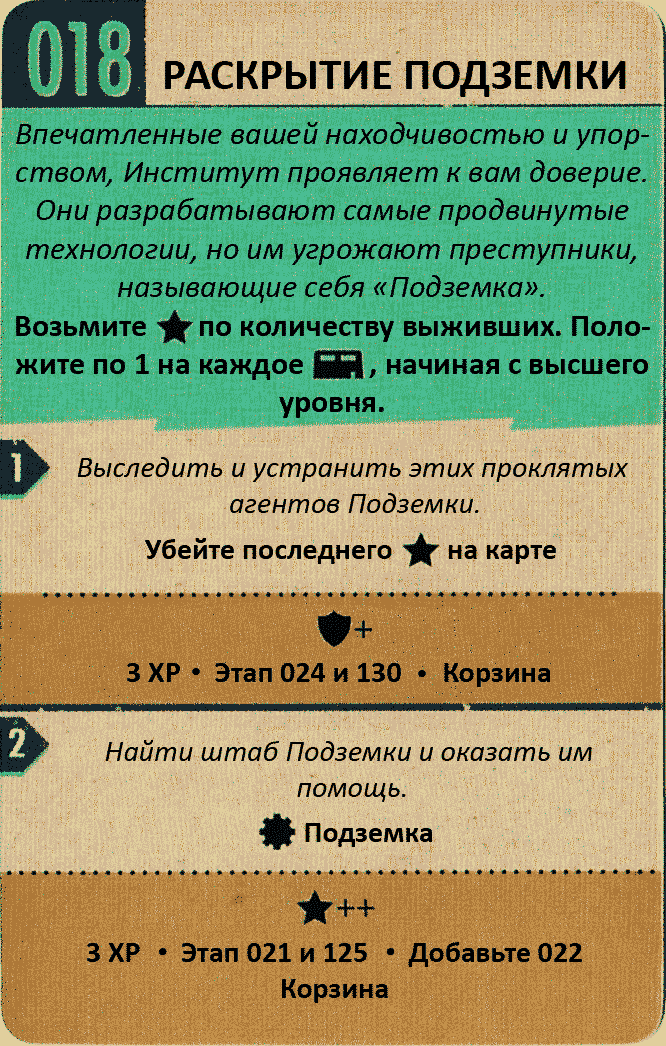 018
РАСКРЫТИЕ ПОДЗЕМКИ
Впечатленные вашей находчивостью и упор-
ством, Институт проявляет к вам доверие.
Они разрабатывают самые продвинутые
технологии, но им угрожают преступники,
называющие себя «Подземка».
Возьмите ★ по количеству выживших. Поло-
жите по 1 на каждое , начиная с высшего
уровня.
1
Выследить и устранить этих проклятых
агентов Подземки.
Убейте последнего ★ на карте
+
3 XP • Этап 024 и 130 • Корзина
2
Найти штаб Подземки и оказать им
помощь.
Подземка
★++
3 XP • Этап 021 и 125 • Добавьте 022
Корзина